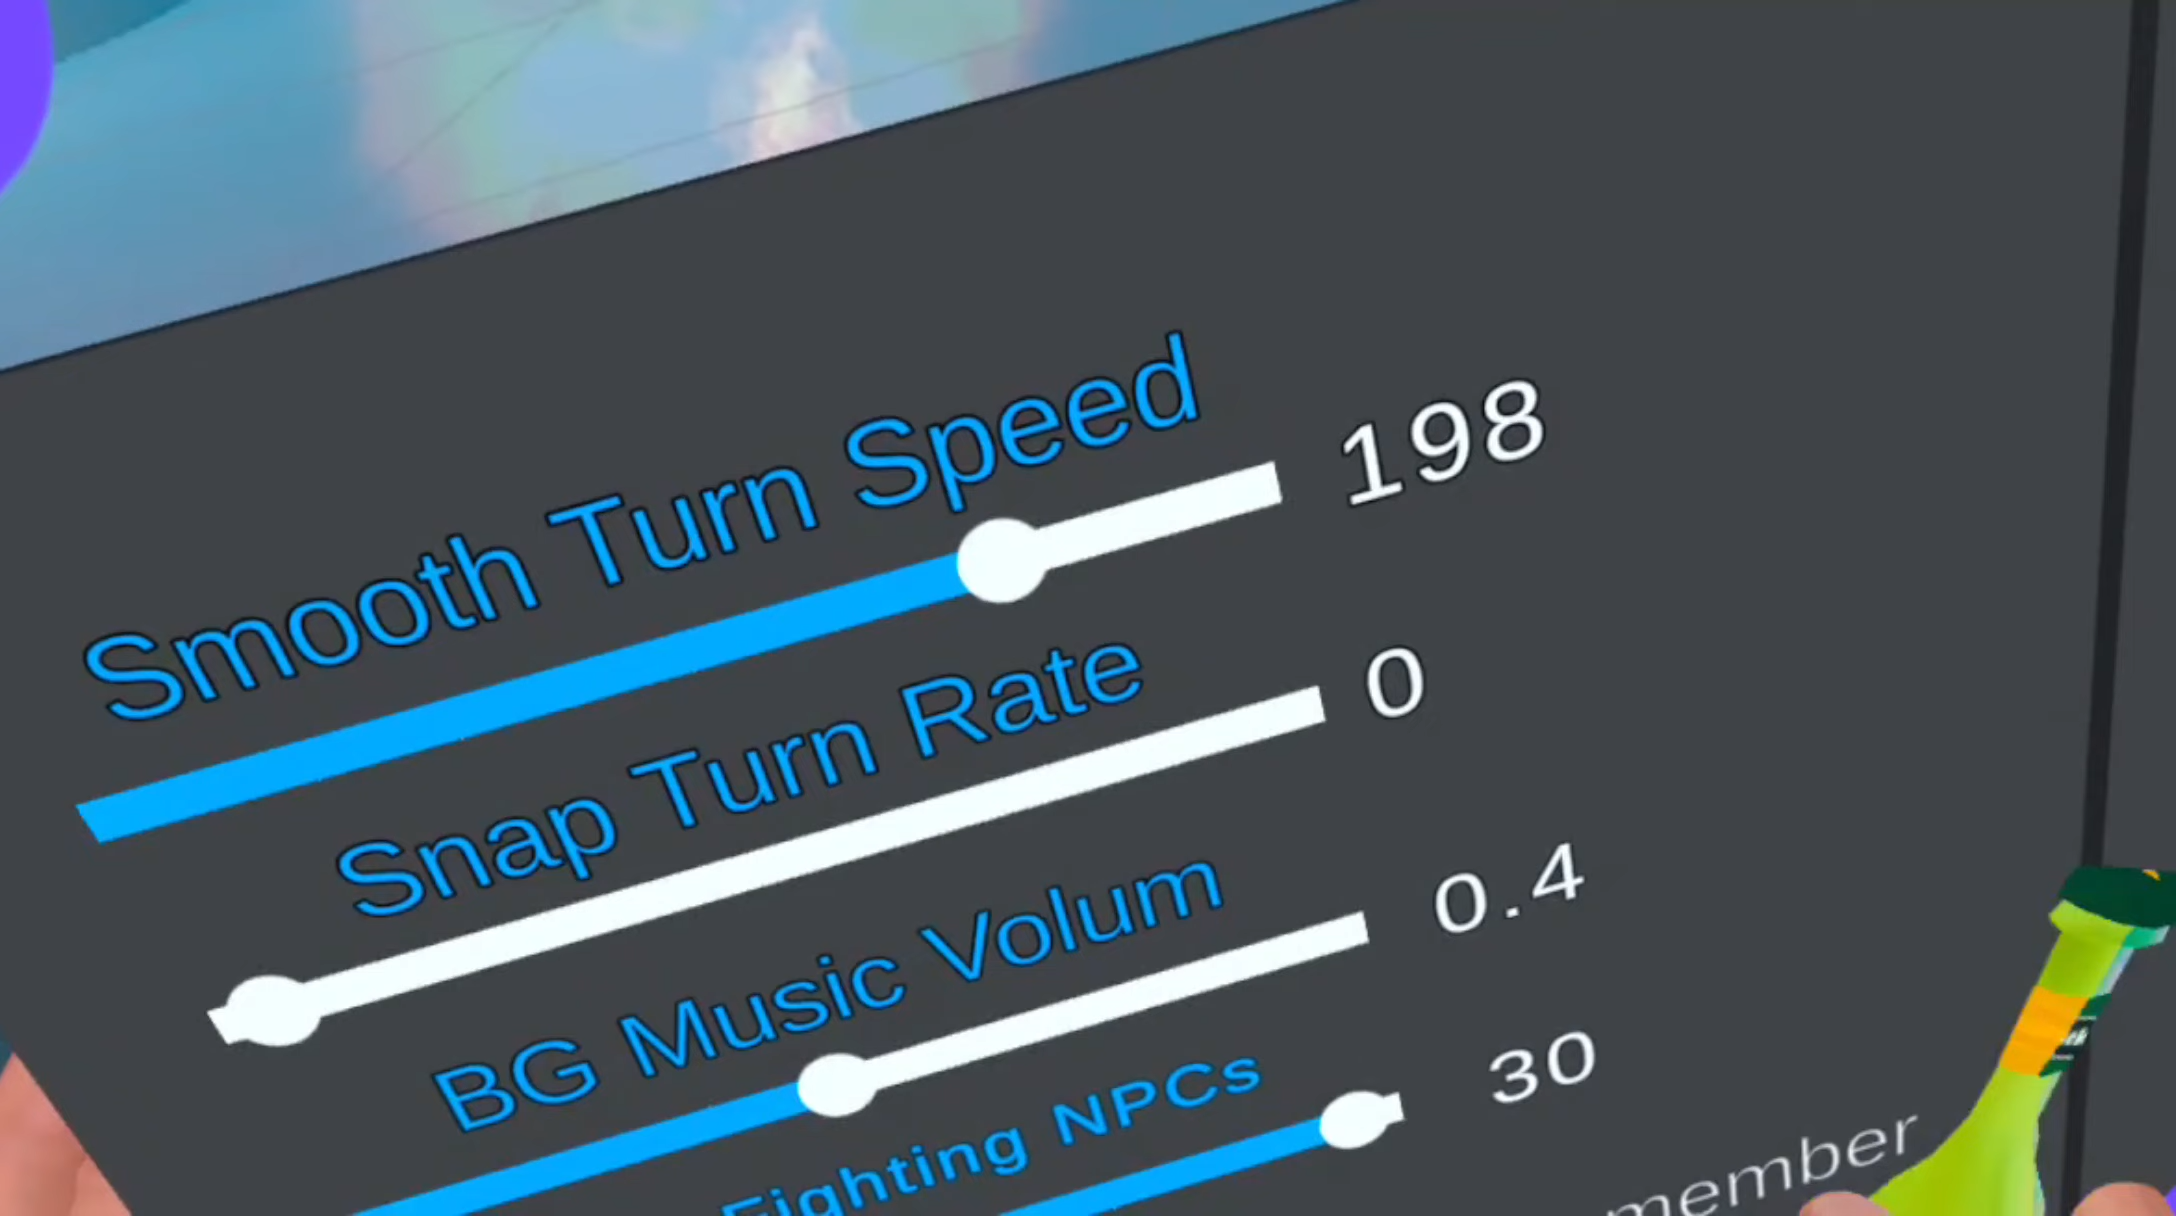 Smooth Turn Speed
198
Snap Turn Rate
0
BG Music Volum
0.4
Fighting NPCs
30
member